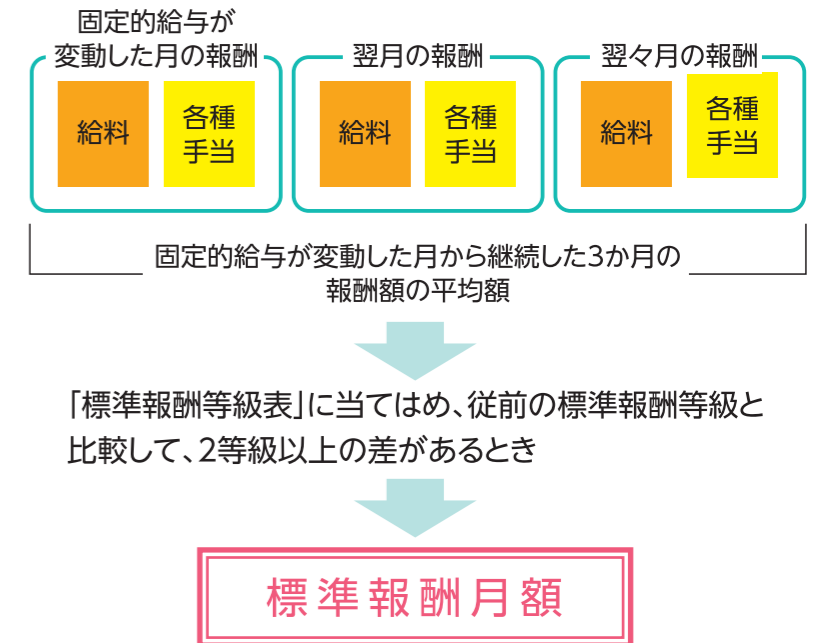 固定的給与が
変動した月の報酬
翌月の報酬
翌々月の報酬
給料
各種
手当
給料
各種
手当
給料
各種
手当
固定的給与が変動した月から継続した3か月の
報酬額の平均額
「標準報酬等級表」に当てはめ、従前の標準報酬等級と
比較して、2等級以上の差があるとき
標準報酬月額